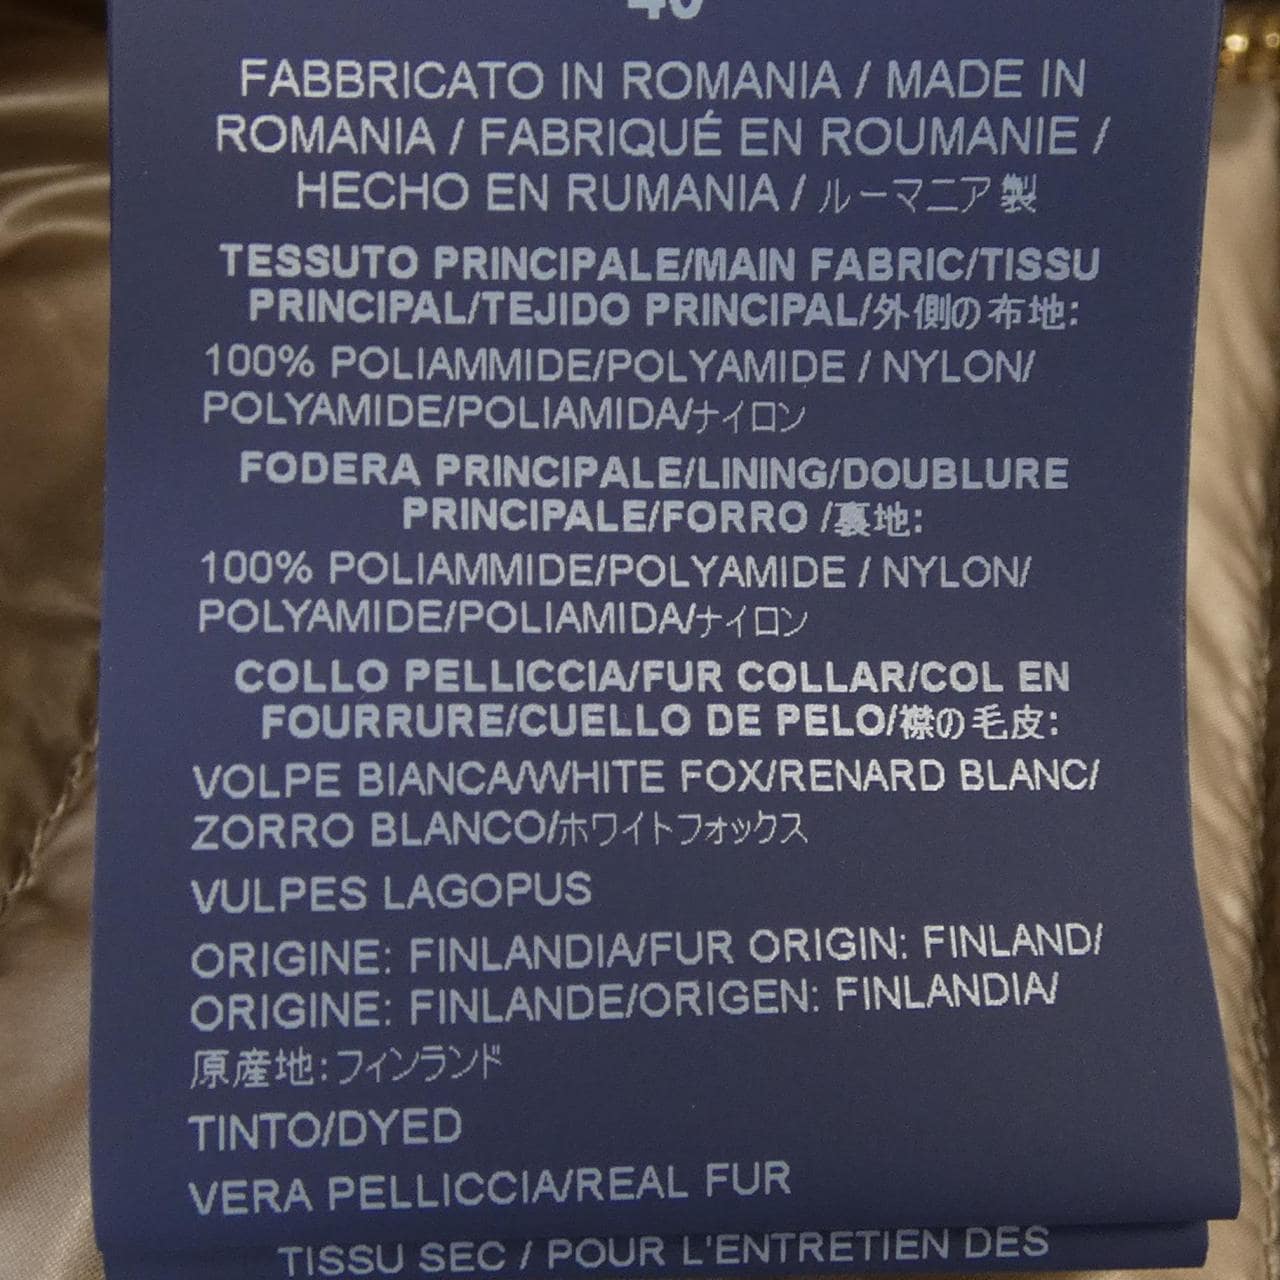 40
FABBRICATO IN ROMANIA / MADE IN
ROMANIA / FABRIQUÉ EN ROUMANIE /
HECHO EN RUMANIA / ルーマニア製
TESSUTO PRINCIPALE/MAIN FABRIC/TISSU
PRINCIPAL/TEJIDO PRINCIPAL/外側の布地:
100% POLIAMMIDE/POLYAMIDE / NYLON/
POLYAMIDE/POLIAMIDA/ナイロン
FODERA PRINCIPALE/LINING/DOUBLURE
PRINCIPALE/FORRO /裏地:
100% POLIAMMIDE/POLYAMIDE / NYLON/
POLYAMIDE/POLIAMIDA/ナイロン
COLLO PELLICCIA/FUR COLLAR/COL EN
FOURRURE/CUELLO DE PELO/襟の毛皮:
VOLPE BIANCA/WHITE FOX/RENARD BLANC/
ZORRO BLANCO/ホワイトフォックス
VULPES LAGOPUS
ORIGINE: FINLANDIA/FUR ORIGIN: FINLAND/
ORIGINE: FINLANDE/ORIGEN: FINLANDIA/
原産地:フィンランド
TINTO/DYED
VERA PELLICCIA/REAL FUR
TISSU SEC / POUR L'ENTRETIEN DES